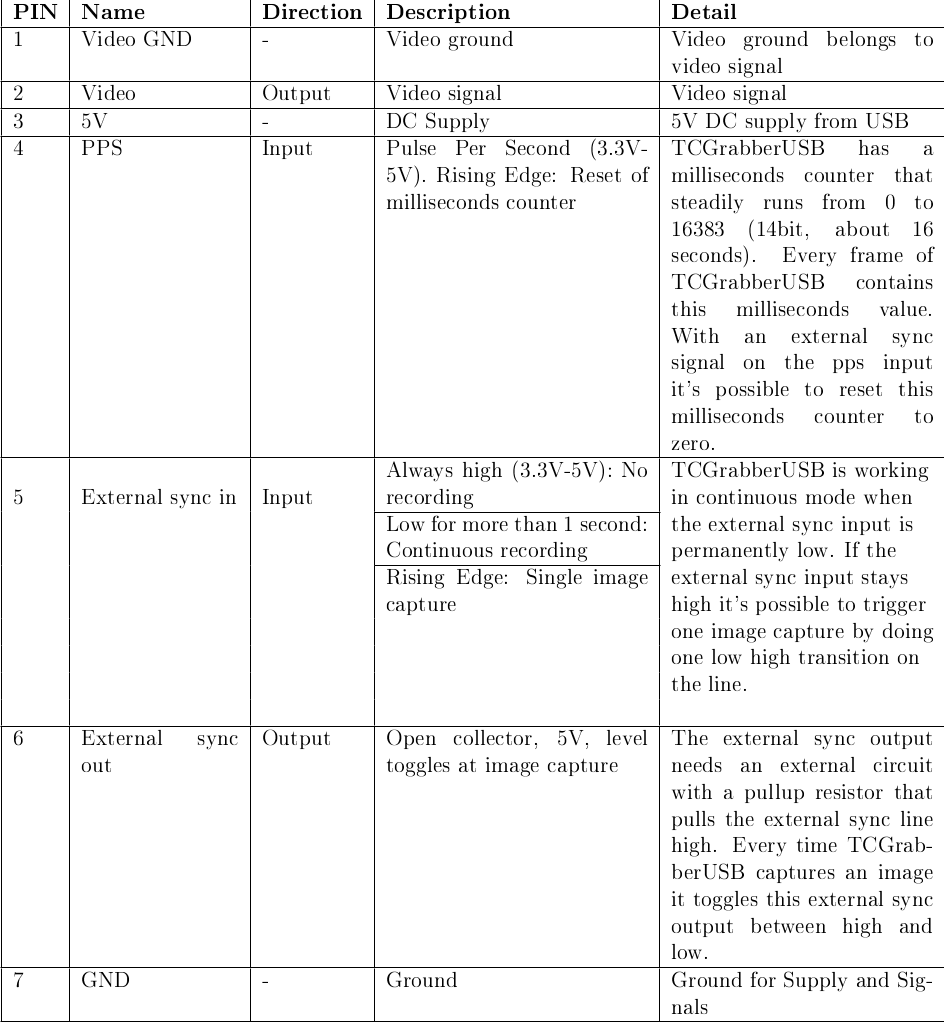 PIN Name Direction Description Detail
1 Video GND - Video ground Video ground belongs to
video signal
2 Video Output Video signal Video signal
3 5V - DC Supply 5V DC supply from USB
4 PPS Input Pulse Per Second (3.3V- TCGrabberUSB has a
5V). Rising Edge: Reset of milliseconds counter that
milliseconds counter steadily runs from 0 to
16383 (14bit, about 16
seconds). Every frame of
TCGrabberUSB contains
this milliseconds value.
With an external sync
signal on the pps input
it's possible to reset this
milliseconds counter to
zero.
Always high (3.3V-5V): No TCGrabberUSB is working
5 External sync in Input recording in continuous mode when
Low for more than 1 second: the external sync input is
Continuous recording permanently low. If the
Rising Edge: Single image external sync input stays
capture high it's possible to trigger
one image capture by doing
one low high transition on
the line.
6 External sync Output Open collector, 5V, level The external sync output
out toggles at image capture needs an external circuit
with a pullup resistor that
pulls the external sync line
high. Every time TCGrab-
berUSB captures an image
it toggles this external sync
output between high and
low.
7 GND - Ground Ground for Supply and Sig-
nals